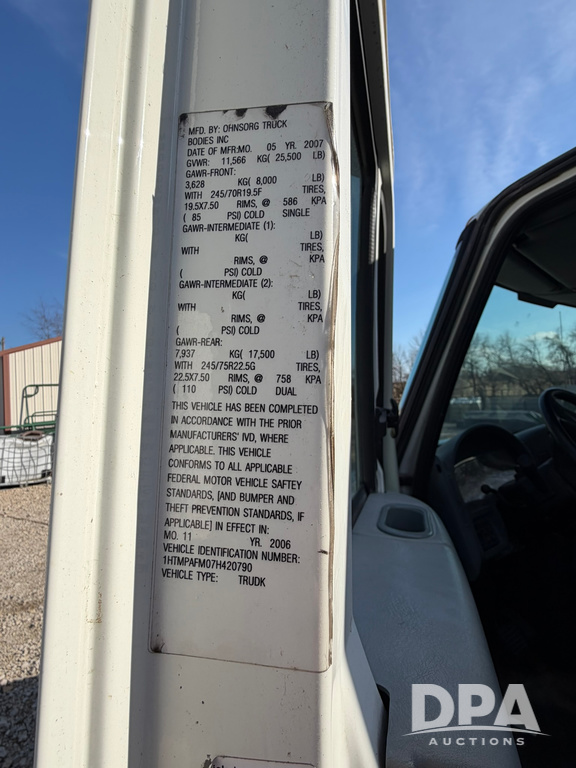 MFD. BY: OHNSORG TRUCK
BODIES INC
DATE OF MFR:MO. 05 YR. 2007
GVWR: 11,566 KG( 25,500 LB)
GAWR-FRONT:
3,628 KG( 8,000 LB)
WITH 245/70R19.5F TIRES,
19.5X7.50 RIMS, @ 586 KPA
( 85 PSI) COLD SINGLE
GAWR-INTERMEDIATE (1):
KG( LB)
WITH TIRES,
RIMS, @ KPA
( PSI) COLD
GAWR-INTERMEDIATE (2):
KG( LB)
WITH TIRES,
RIMS, @ KPA
( PSI) COLD
GAWR-REAR:
7,937 KG( 17,500 LB)
WITH 245/75R22.5G TIRES,
22.5X7.50 RIMS, @ 758 KPA
( 110 PSI) COLD DUAL
THIS VEHICLE HAS BEEN COMPLETED
IN ACCORDANCE WITH THE PRIOR
MANUFACTURERS' IVD, WHERE
APPLICABLE. THIS VEHICLE
CONFORMS TO ALL APPLICABLE
FEDERAL MOTOR VEHICLE SAFTEY
STANDARDS, [AND BUMPER AND
THEFT PREVENTION STANDARDS, IF
APPLICABLE] IN EFFECT IN:
MO. 11 YR. 2006
VEHICLE IDENTIFICATION NUMBER:
1HTMPAFM07H420790
VEHICLE TYPE: TRUDK
DPA
AUCTIONS